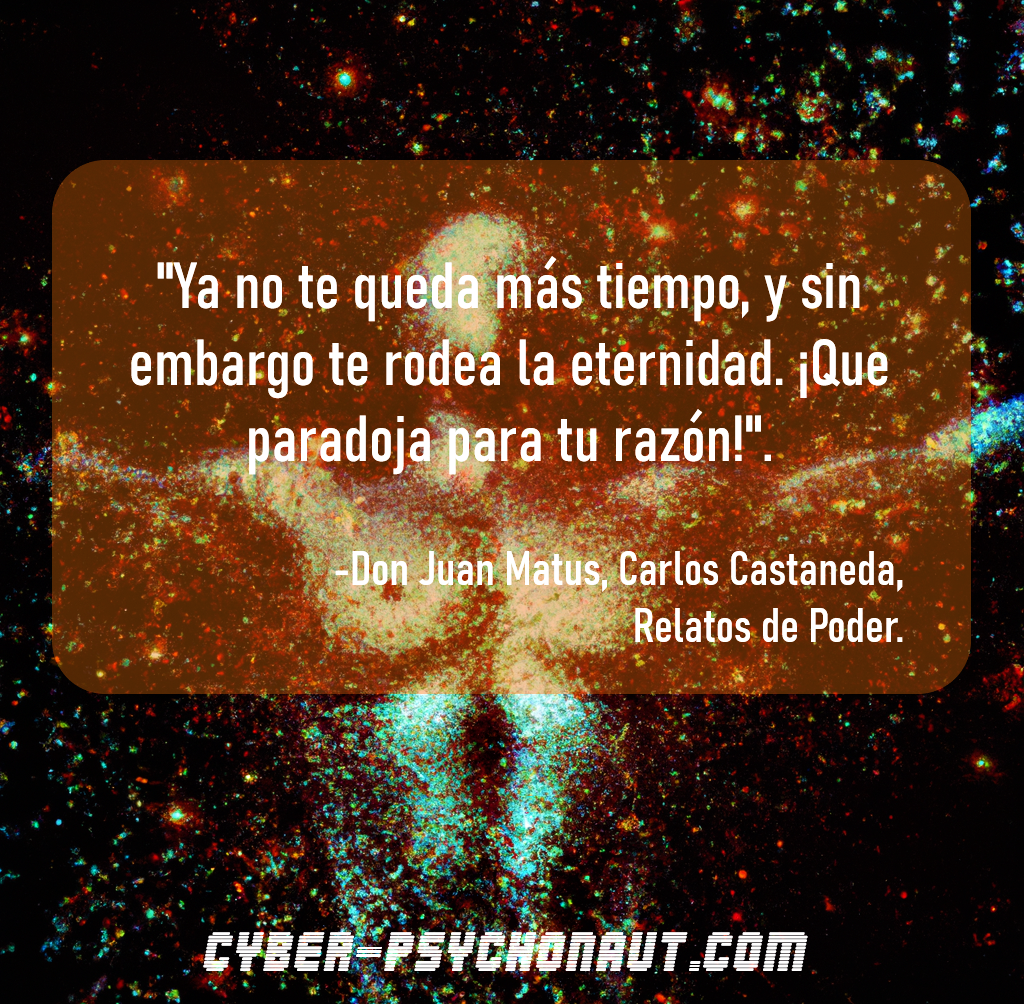 "Ya no te queda más tiempo, y sin
embargo te rodea la eternidad. ¡Que
paradoja para tu razón!".
-Don Juan Matus, Carlos Castaneda,
Relatos de Poder.
CYBER-PSYCHONAUT.COM